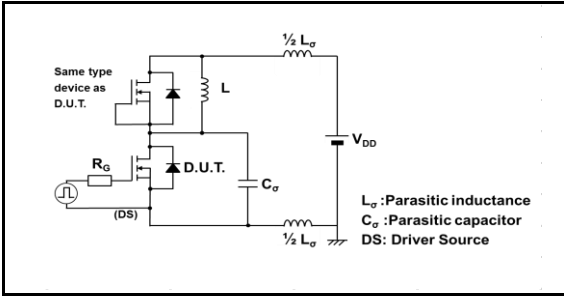 ½ Lσ
Same type
device as
D.U.T.
L
VDD
RG
D.U.T.
Cσ
(DS)
½ Lσ
Lσ :Parasitic inductance
Cσ :Parasitic capacitor
DS: Driver Source